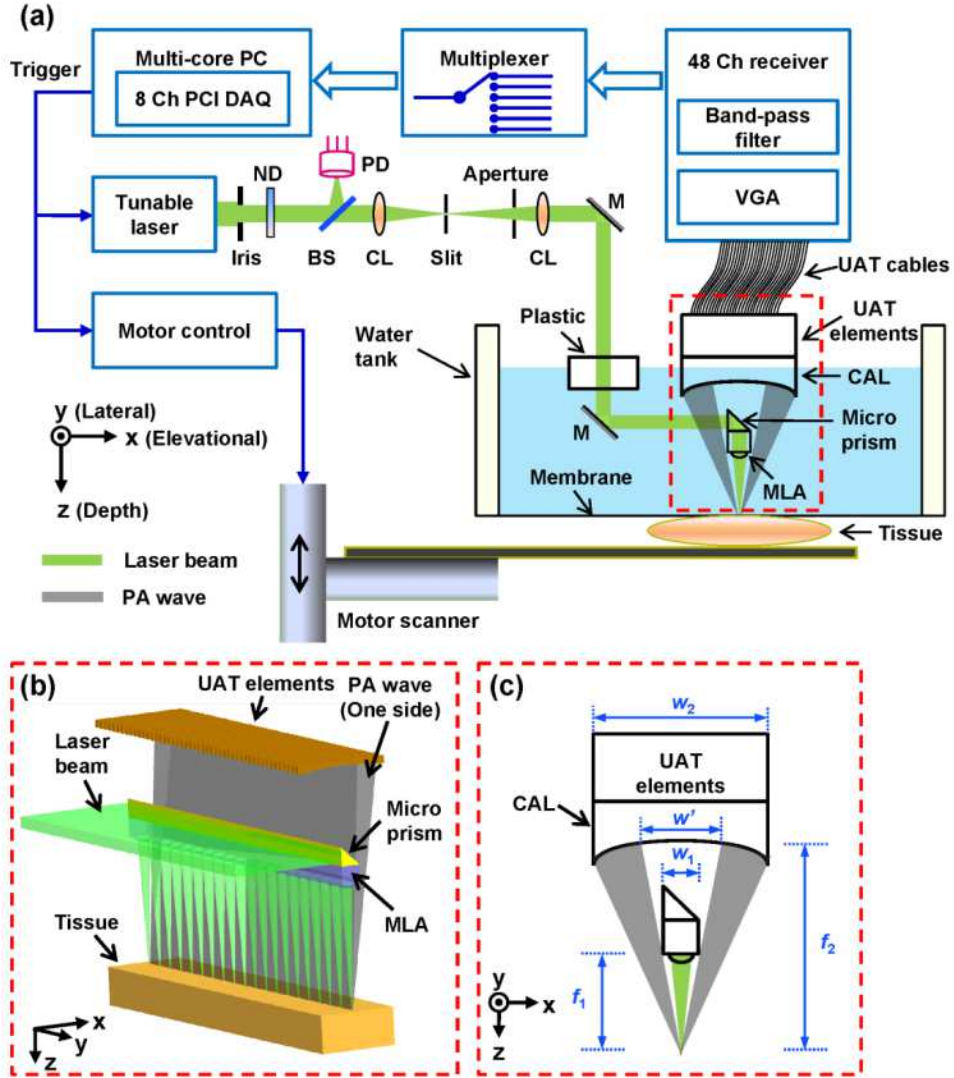 (a)
Trigger
Multi-core PC
8 Ch PCI DAQ
Multiplexer
48 Ch receiver
Band-pass
filter
VGA
Tunable
laser
Iris
ND
PD
BS
CL
Slit
Aperture
CL
M
UAT cables
Motor control
Water
tank
Plastic
M
UAT
elements
CAL
Micro
prism
MLA
Membrane
Tissue
y (Lateral)
x (Elevational)
z (Depth)
Laser beam
PA wave
Motor scanner
(b)
UAT elements
PA wave
(One side)
Laser
beam
Micro
prism
MLA
Tissue
x
y
z
(c)
w2
UAT
elements
CAL
w'
w1
f1
f2
y
x
z